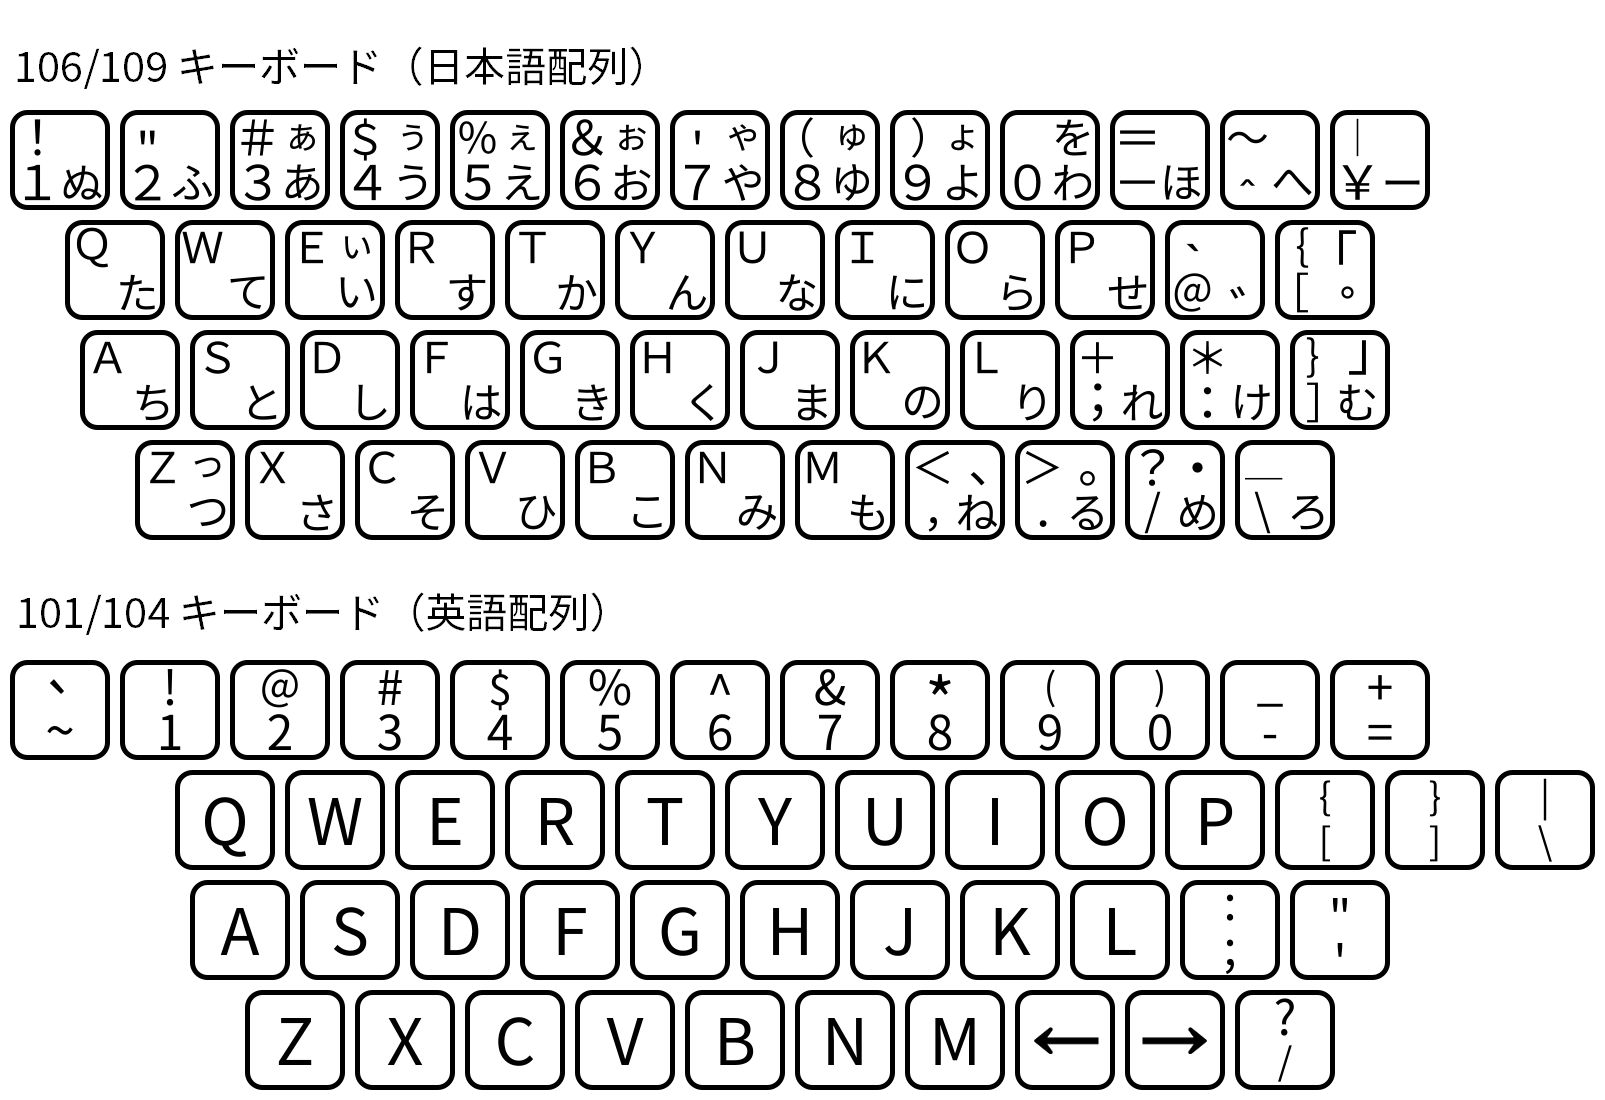 106/109 キーボード（日本語配列）
! " # ぁ $ ぅ % ぇ & ぉ ' ゃ ( ゅ ) ょ を = ～ |
1 ぬ 2 ふ 3 あ 4 う 5 え 6 お 7 や 8 ゆ 9 よ 0 わ ー ほ ^ へ ¥ ー
Q W E ぃ R T Y U I O P ` { 「
た て い す か ん な に ら せ @ ゛ [ 。
A S D F G H J K L + * } 」
ち と し は き く ま の り ; れ : け ] む
Z っ X C V B N M < 、 > 。 ? ・ _
つ さ そ ひ こ み も , ね . る / め \ ろ
101/104 キーボード（英語配列）
` ! @ # $ % ^ & * ( ) _ +
~ 1 2 3 4 5 6 7 8 9 0 - =
Q W E R T Y U I O P { } |
[ ] \
A S D F G H J K L : "
; '
Z X C V B N M ← → ?
/